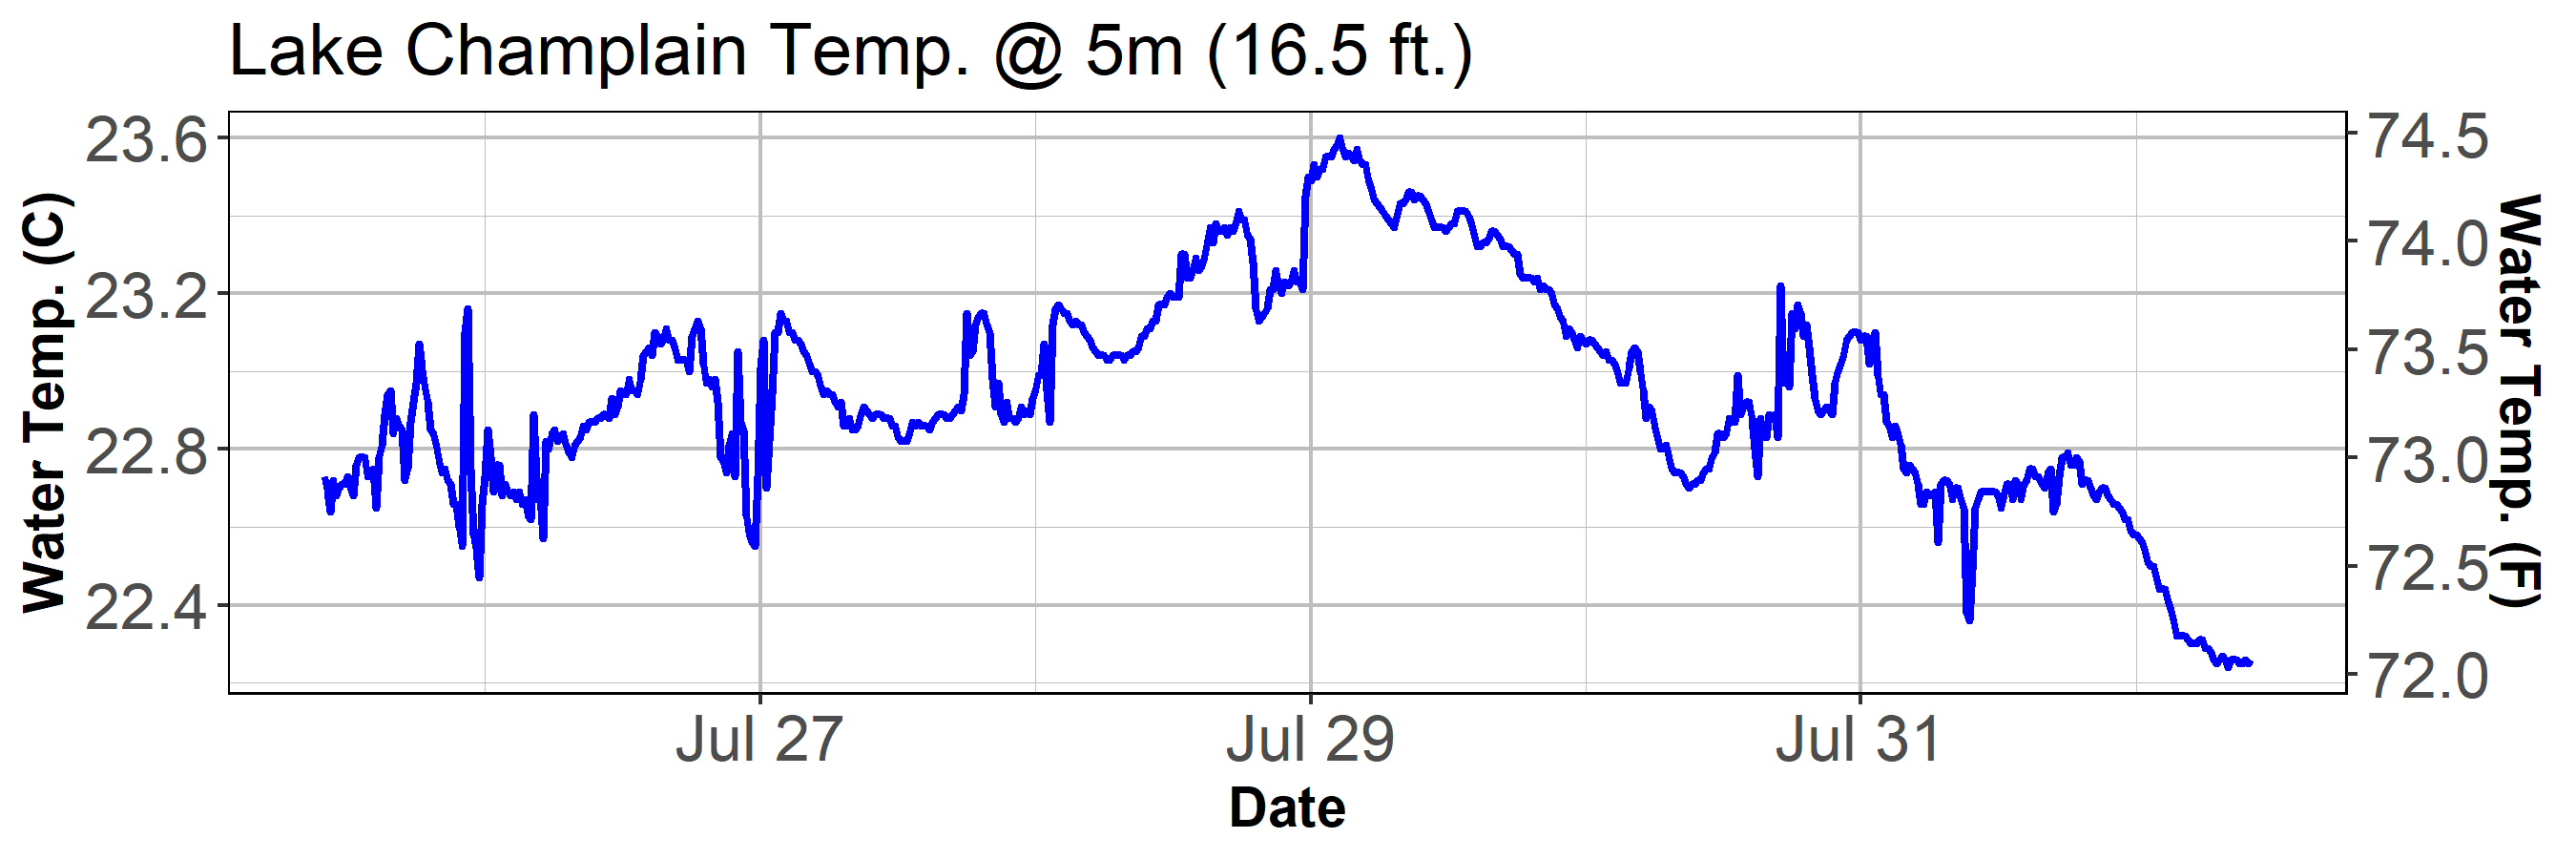 Lake Champlain Temp. @ 5m (16.5 ft.)
Water Temp. (C)
23.6
23.2
22.8
22.4
74.5
74.0
73.5
73.0
72.5
72.0
Water Temp. (F)
Jul 27
Jul 29
Jul 31
Date